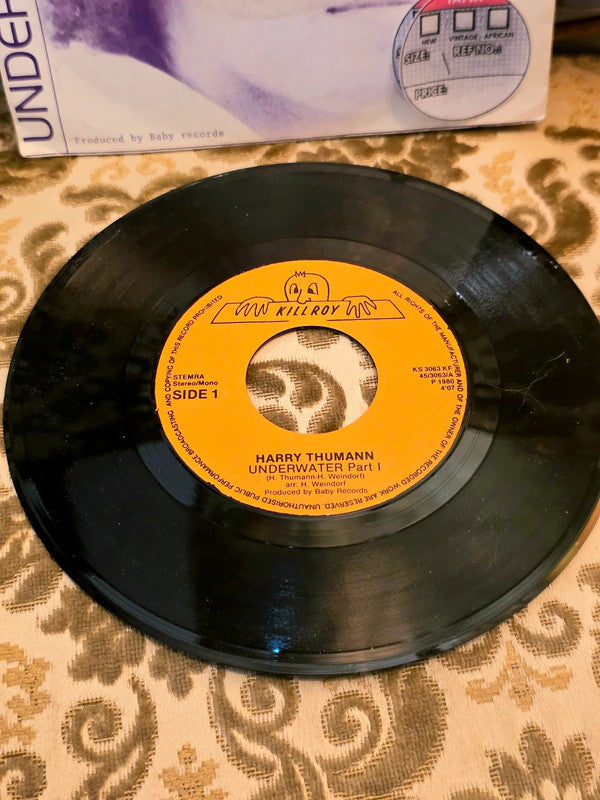 UNDER
Produced by Baby records
NEW VINTAGE AFRICAN
SIZE: REF NO.:
PRICE:
KILLROY
ALL RIGHTS OF THE MANUFACTURER AND OF THE OWNER OF THE RECORDED WORK ARE RESERVED. UNAUTHORISED PUBLIC PERFORMANCE BROADCASTING AND COPYING OF THIS RECORD PROHIBITED
STEMRA
Stereo/Mono
SIDE 1
KS 3063 KF
45/3063/A
P 1980
4'07
HARRY THUMANN
UNDERWATER Part I
(H. Thumann-H. Weindorf)
arr: H. Weindorf
Produced by Baby Records